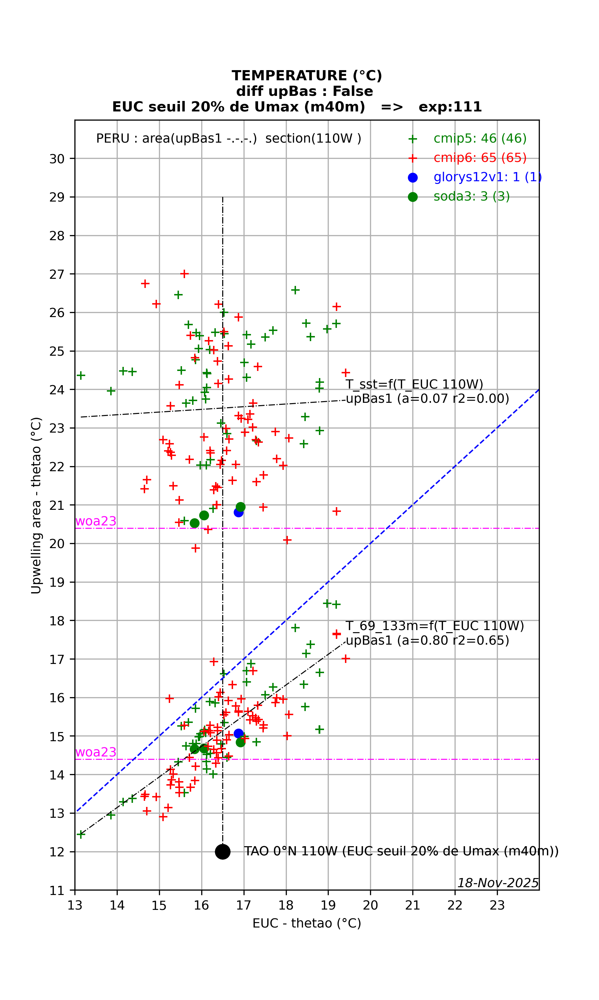 TEMPERATURE (°C)
diff upBas : False
EUC seuil 20% de Umax (m40m)   =>   exp:111
PERU : area(upBas1 -.-.-.)  section(110W )
cmip5: 46 (46)
cmip6: 65 (65)
glorys12v1: 1 (1)
soda3: 3 (3)
30
29
28
27
26
25
24
23
22
21
20
19
18
17
16
15
14
13
12
11
Upwelling area - thetao (°C)
T_sst=f(T_EUC 110W)
upBas1 (a=0.07 r2=0.00)
woa23
T_69_133m=f(T_EUC 110W)
upBas1 (a=0.80 r2=0.65)
woa23
TAO 0°N 110W (EUC seuil 20% de Umax (m40m))
18-Nov-2025
13 14 15 16 17 18 19 20 21 22 23
EUC - thetao (°C)